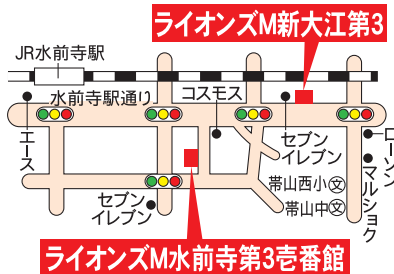 ライオンズM新大江第3
JR水前寺駅
水前寺駅通り
コスモス
エース
セブン
イレブン
ローソン
マルショク
帯山西小文
帯山中文
セブン
イレブン
ライオンズM水前寺第3壱番館